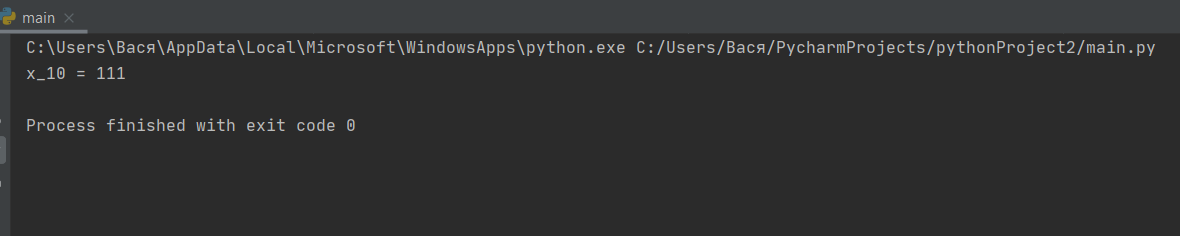 main
C:\Users\Вася\AppData\Local\Microsoft\WindowsApps\python.exe C:/Users/Вася/PycharmProjects/pythonProject2/main.py
x_10 = 111
Process finished with exit code 0